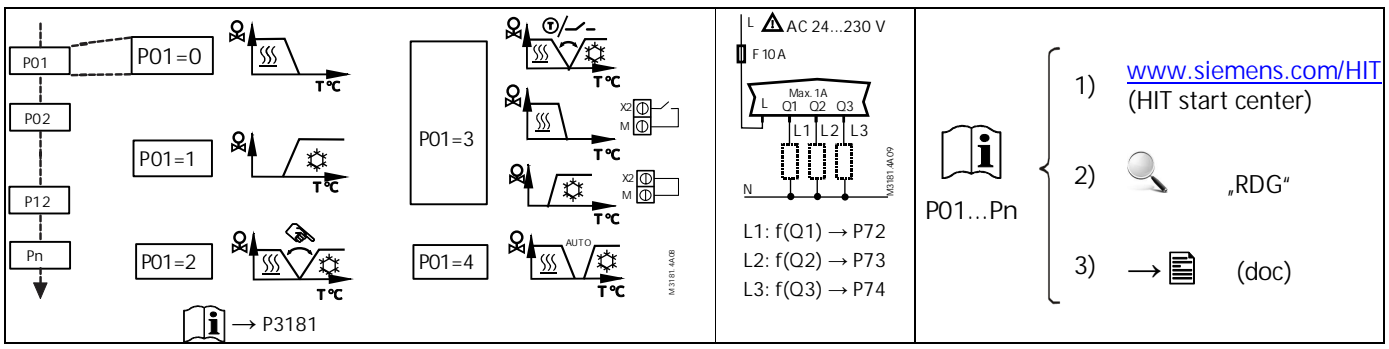 P01
P02
P12
Pn
P01=0
T°C
P01=1
T°C
P01=2
T°C
→ P3181
P01=3
T
T°C
X2
M
T°C
X2
M
T°C
P01=4
AUTO
T°C
M3181.4A08
L AC 24...230 V
F 10 A
Max. 1A
L Q1 Q2 Q3
L1 L2 L3
N
M3181.4A09
L1: f(Q1) → P72
L2: f(Q2) → P73
L3: f(Q3) → P74
i
P01...Pn
1) www.siemens.com/HIT
(HIT start center)
2) „RDG“
3) → (doc)